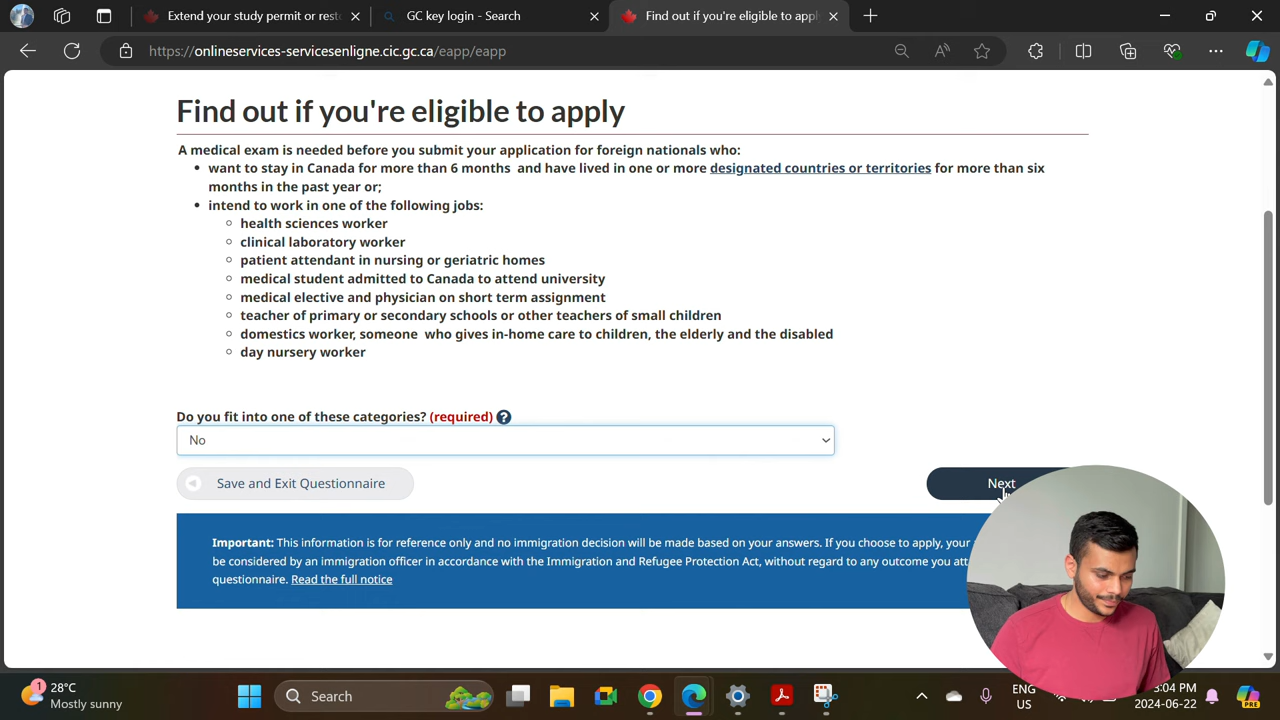 Extend your study permit or rest
GC key login - Search
Find out if you're eligible to appl
https://onlineservices-servicesenligne.cic.gc.ca/eapp/eapp
Find out if you're eligible to apply
A medical exam is needed before you submit your application for foreign nationals who:
want to stay in Canada for more than 6 months and have lived in one or more designated countries or territories for more than six
months in the past year or;
intend to work in one of the following jobs:
health sciences worker
clinical laboratory worker
patient attendant in nursing or geriatric homes
medical student admitted to Canada to attend university
medical elective and physician on short term assignment
teacher of primary or secondary schools or other teachers of small children
domestics worker, someone who gives in-home care to children, the elderly and the disabled
day nursery worker
Do you fit into one of these categories? (required) ?
No
Save and Exit Questionnaire
Next
Important: This information is for reference only and no immigration decision will be made based on your answers. If you choose to apply, your
be considered by an immigration officer in accordance with the Immigration and Refugee Protection Act, without regard to any outcome you
questionnaire. Read the full notice
1
28°C
Mostly sunny
Search
ENG
US
3:04 PM
2024-06-22
PRE